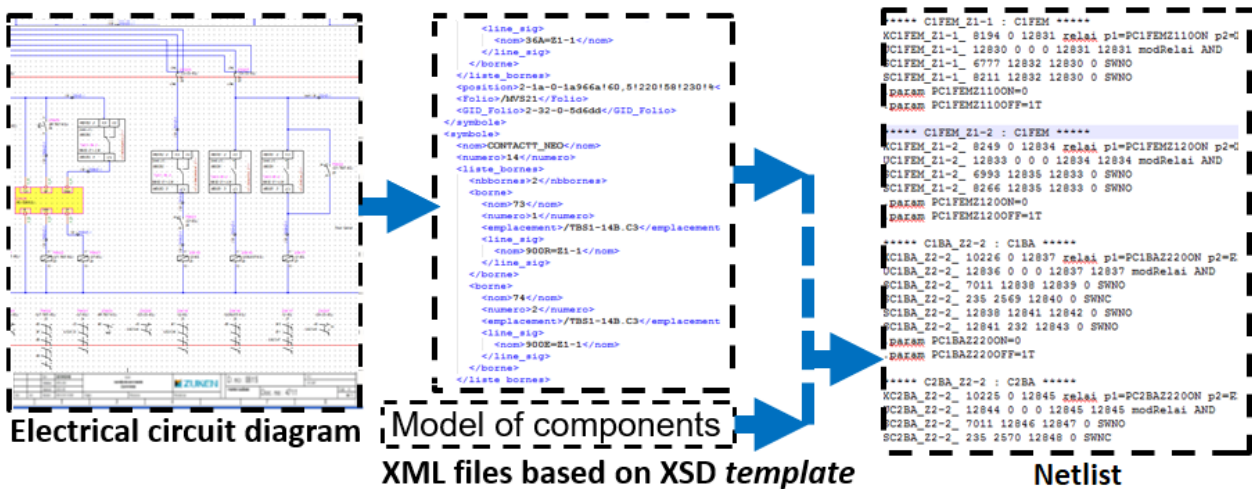 ZUKEN
Electrical circuit diagram
<line_sig>
<nom>36A=Z1-1</nom>
</line_sig>
</borne>
</liste_bornes>
<position>2-1a-0-1a966a!60,5!220!58!230!4<
<Folio>/MVS21</Folio>
<GID_Folio>2-32-0-5d6dd</GID_Folio>
</symbole>
<symbole>
<nom>CONTACTT_NEO</nom>
<numero>14</numero>
<liste_bornes>
<nbbornes>2</nbbornes>
<borne>
<nom>73</nom>
<numero>1</numero>
<emplacement>/TBS1-14B.C3</emplacement
<line_sig>
<nom>900R=Z1-1</nom>
</line_sig>
</borne>
<borne>
<nom>74</nom>
<numero>2</numero>
<emplacement>/TBS1-14B.C3</emplacement
<line_sig>
<nom>900E=Z1-1</nom>
</line_sig>
</borne>
</liste_bornes>
Model of components
XML files based on XSD template
***** C1FEM_Z1-1 : C1FEM *****
XC1FEM_Z1-1_ 8194 0 12831 relai p1=PC1FEMZ110ON p2=
UC1FEM_Z1-1_ 12830 0 0 0 12831 12831 modRelai AND
SC1FEM_Z1-1_ 6777 12832 12830 0 SWNO
SC1FEM_Z1-1_ 8211 12832 12830 0 SWNO
.param PC1FEMZ110ON=0
.param PC1FEMZ110OFF=1T
***** C1FEM_Z1-2 : C1FEM *****
XC1FEM_Z1-2_ 8249 0 12834 relai p1=PC1FEMZ120ON p2=
UC1FEM_Z1-2_ 12833 0 0 0 12834 12834 modRelai AND
SC1FEM_Z1-2_ 6993 12835 12833 0 SWNO
SC1FEM_Z1-2_ 8266 12835 12833 0 SWNO
.param PC1FEMZ120ON=0
.param PC1FEMZ120OFF=1T
***** C1BA_Z2-2 : C1BA *****
XC1BA_Z2-2_ 10226 0 12837 relai p1=PC1BAZ220ON p2=
UC1BA_Z2-2_ 12836 0 0 0 12837 12837 modRelai AND
SC1BA_Z2-2_ 7011 12838 12839 0 SWNO
SC1BA_Z2-2_ 235 2569 12840 0 SWNC
SC1BA_Z2-2_ 12838 12841 12842 0 SWNO
SC1BA_Z2-2_ 12841 232 12843 0 SWNO
.param PC1BAZ220ON=0
.param PC1BAZ220OFF=1T
***** C2BA_Z2-2 : C2BA *****
XC2BA_Z2-2_ 10225 0 12845 relai p1=PC2BAZ220ON p2=
UC2BA_Z2-2_ 12844 0 0 0 12845 12845 modRelai AND
SC2BA_Z2-2_ 7011 12846 12847 0 SWNO
SC2BA_Z2-2_ 235 2570 12848 0 SWNC
Netlist